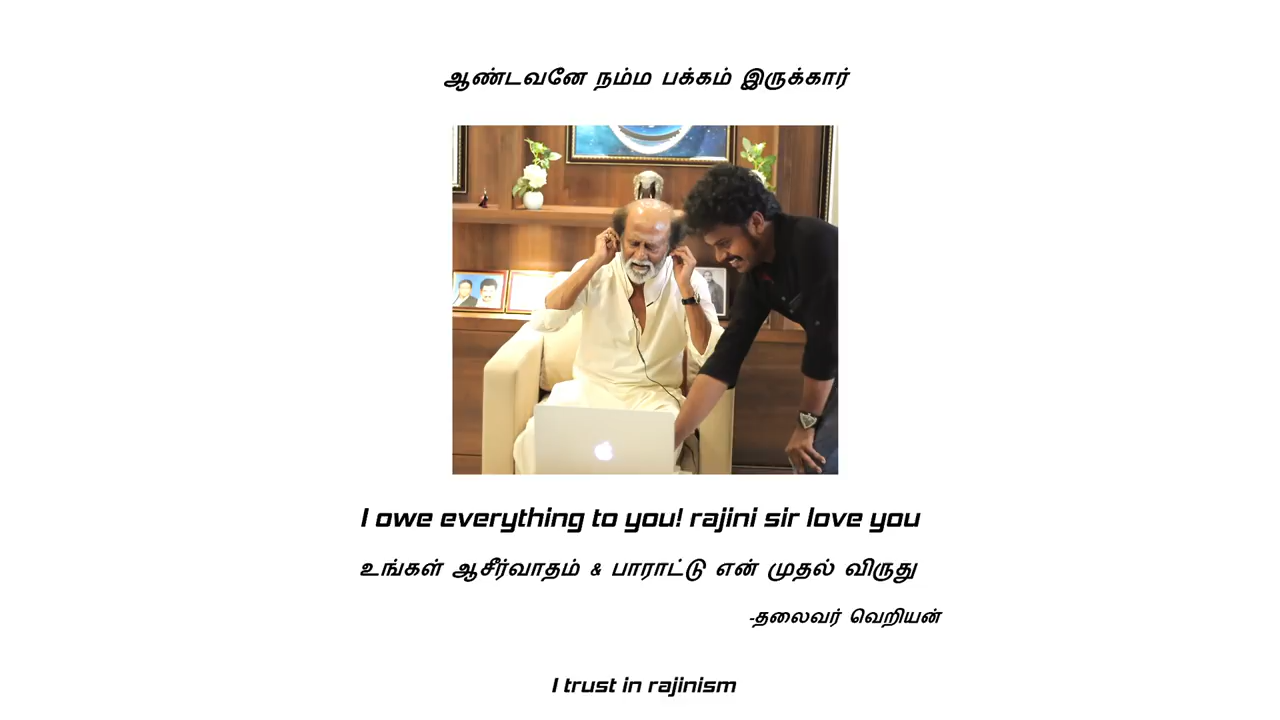 ஆண்டவனே நம்ம பக்கம் இருக்கார்
I owe everything to you! rajini sir love you
உங்கள் ஆசீர்வாதம் & பாராட்டு என் முதல் விருது
-தலைவர் வெறியன்
I trust in rajinism